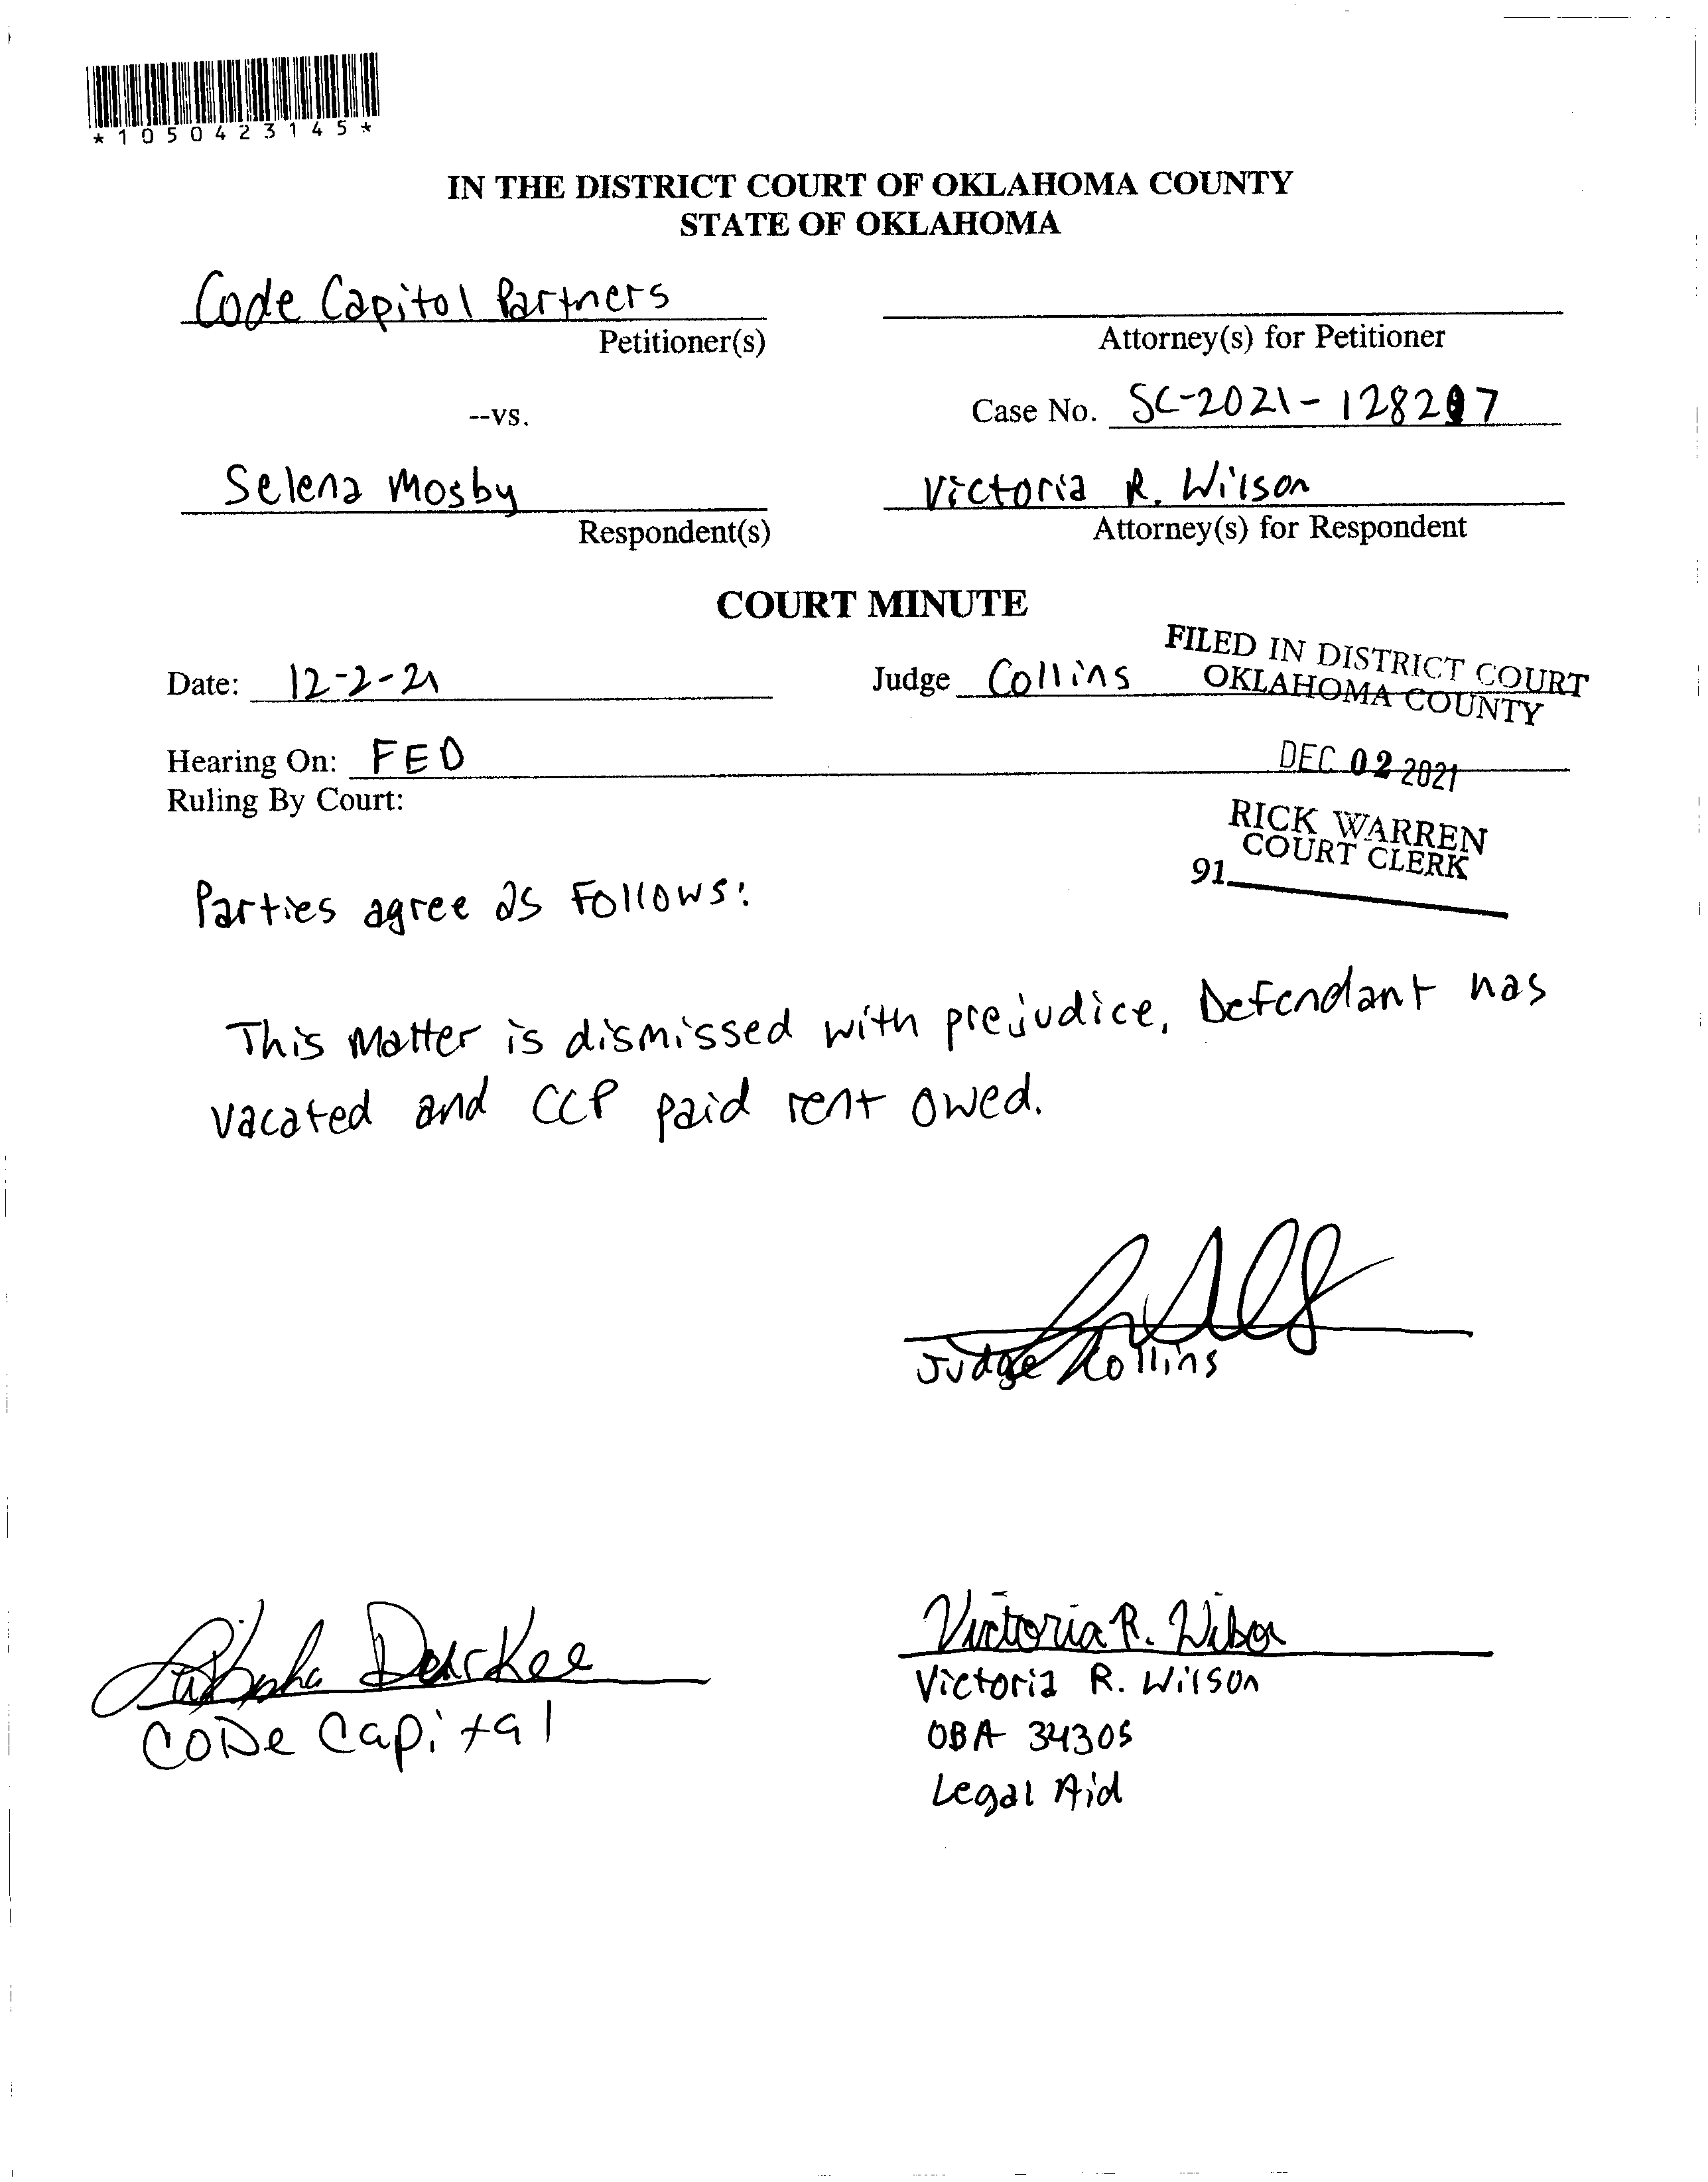 *1050423145*
IN THE DISTRICT COURT OF OKLAHOMA COUNTY
STATE OF OKLAHOMA
Code Capitol Partners
Petitioner(s)
Attorney(s) for Petitioner
--vs.
Case No. SC-2021-128217
Selena Mosby
Respondent(s)
Victoria R. Wilson
Attorney(s) for Respondent
COURT MINUTE
FILED IN DISTRICT COURT
OKLAHOMA COUNTY
Date: 12-2-21
Judge Collins
DEC 02 2021
Hearing On: FED
Ruling By Court:
RICK WARREN
COURT CLERK
91
Parties agree as follows:
This matter is dismissed with prejudice. Defendant has
vacated and CCP paid rent owed.
Judge Collins
DearKee
CODe Capital
Victoria R. Wilson
Victoria R. Wilson
OBA 34305
Legal Aid